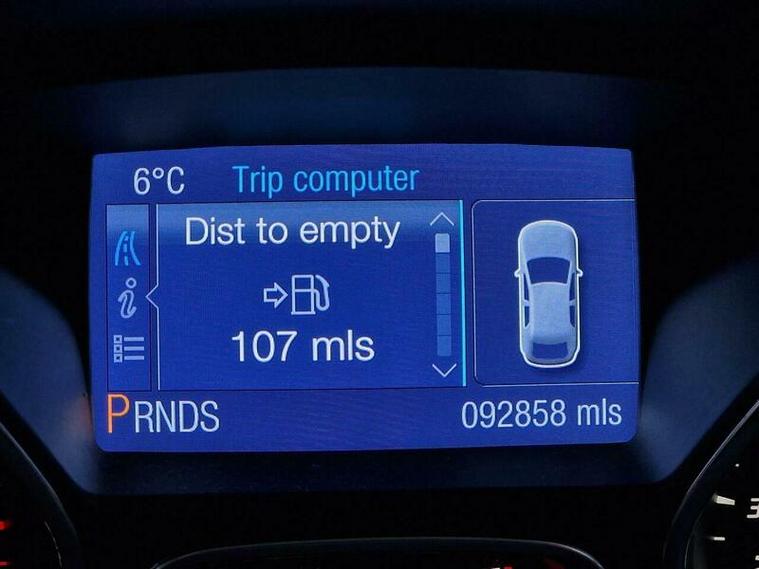 6°C Trip computer
Dist to empty
107 mls
PRNDS 092858 mls